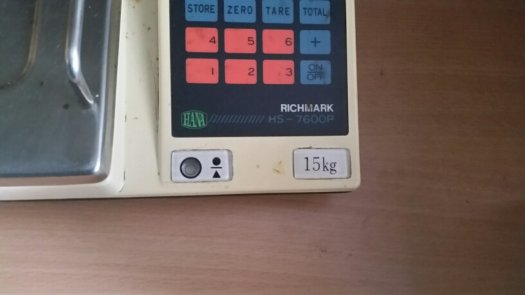 STORE ZERO TARE TOTAL
4 5 6 +
1 2 3 ON/OFF
RICHMARK
HANA HS-7600P
15kg